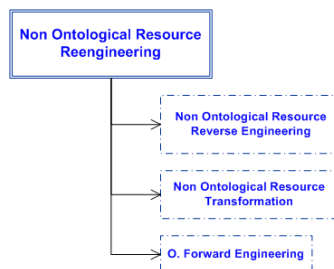 Non Ontological Resource
Reengineering
Non Ontological Resource
Reverse Engineering
Non Ontological Resource
Transformation
O. Forward Engineering